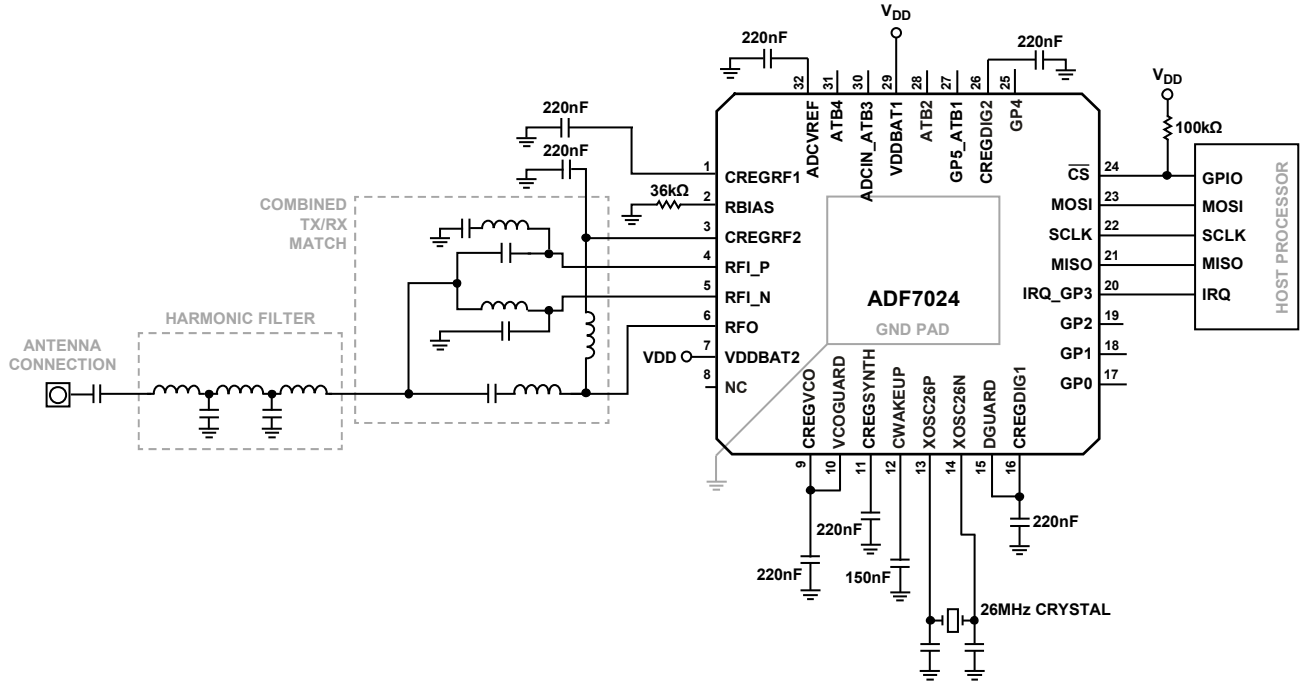 VDD
220nF
220nF
VDD
100kΩ
32
31
30
29
28
27
26
25
ADCVREF
ATB4
ADCIN_ATB3
VDDBAT1
ATB2
GP5_ATB1
CREGDIG2
GP4
220nF
220nF
36kΩ
COMBINED
TX/RX
MATCH
1
CREGRF1
2
RBIAS
3
CREGRF2
4
RFI_P
5
RFI_N
6
RFO
VDD
7
VDDBAT2
8
NC
ADF7024
GND PAD
CS
24
GPIO
MOSI
23
MOSI
SCLK
22
SCLK
MISO
21
MISO
IRQ_GP3
20
IRQ
GP2
19
GP1
18
GP0
17
HOST PROCESSOR
HARMONIC FILTER
ANTENNA
CONNECTION
CREGVCO
VCOGUARD
CREGSYNTH
CWAKEUP
XOSC26P
XOSC26N
DGUARD
CREGDIG1
9
10
11
12
13
14
15
16
220nF
220nF
220nF
150nF
26MHz CRYSTAL